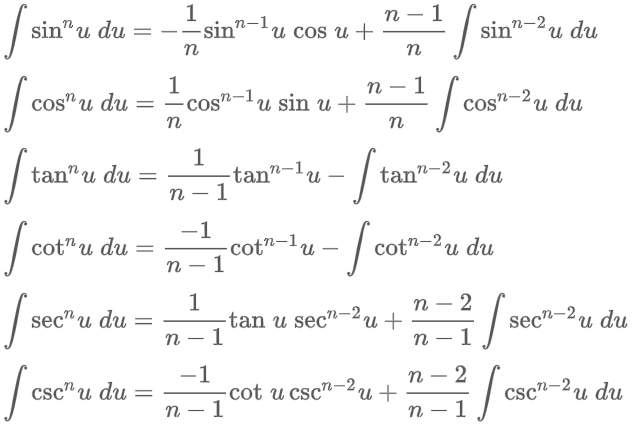 ∫ sinⁿu du = −(1/n) sinⁿ⁻¹u cos u + ((n − 1)/n) ∫ sinⁿ⁻²u du
∫ cosⁿu du = (1/n) cosⁿ⁻¹u sin u + ((n − 1)/n) ∫ cosⁿ⁻²u du
∫ tanⁿu du = (1/(n − 1)) tanⁿ⁻¹u − ∫ tanⁿ⁻²u du
∫ cotⁿu du = (−1/(n − 1)) cotⁿ⁻¹u − ∫ cotⁿ⁻²u du
∫ secⁿu du = (1/(n − 1)) tan u secⁿ⁻²u + ((n − 2)/(n − 1)) ∫ secⁿ⁻²u du
∫ cscⁿu du = (−1/(n − 1)) cot u cscⁿ⁻²u + ((n − 2)/(n − 1)) ∫ cscⁿ⁻²u du